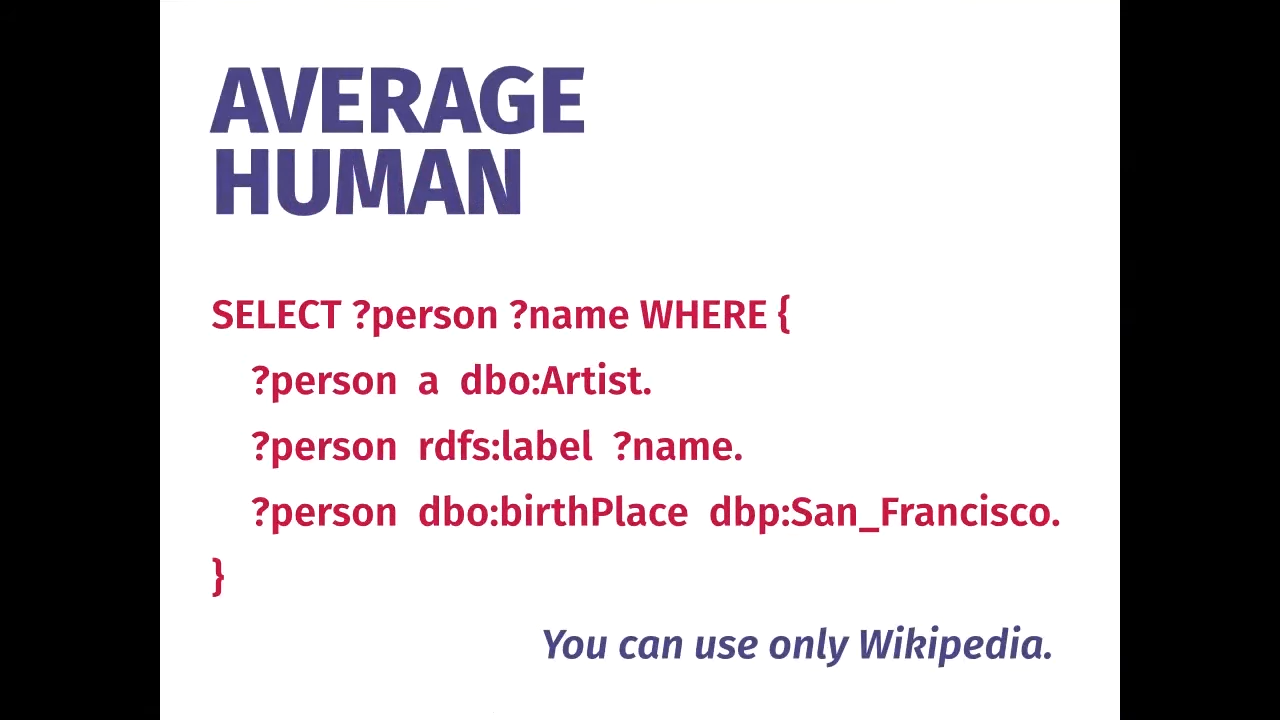 AVERAGE
HUMAN
SELECT ?person ?name WHERE {
?person a dbo:Artist.
?person rdfs:label ?name.
?person dbo:birthPlace dbp:San_Francisco.
}
You can use only Wikipedia.